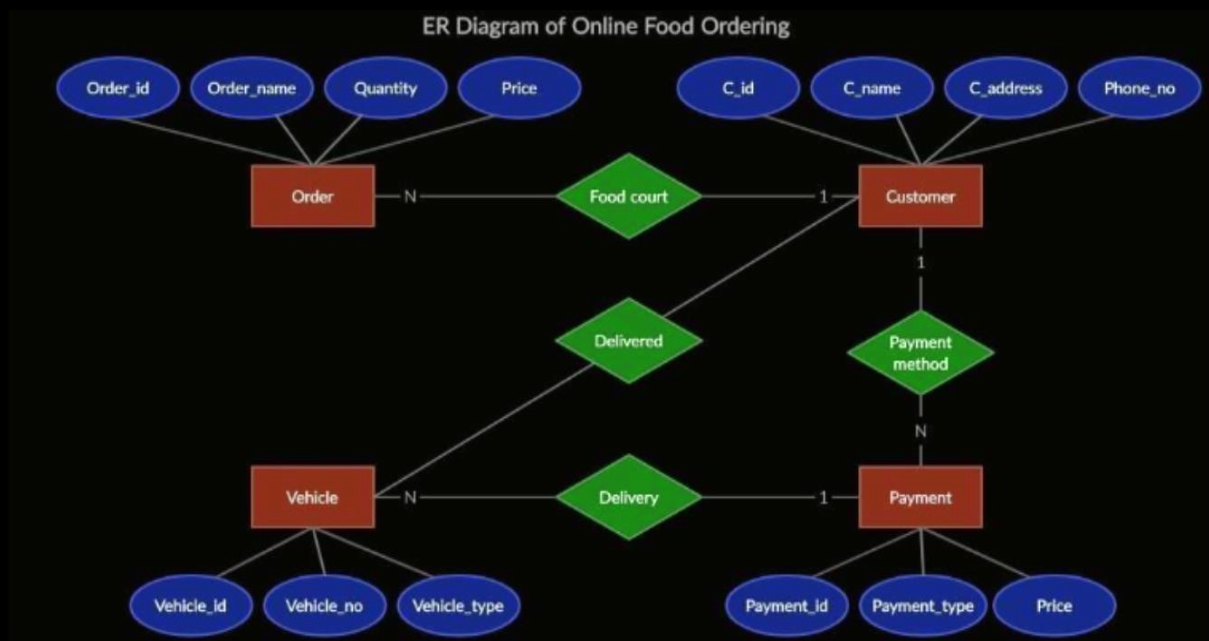 ER Diagram of Online Food Ordering
Order_id
Order_name
Quantity
Price
C_id
C_name
C_address
Phone_no
Order
N
Food court
1
Customer
1
Delivered
Payment
method
N
Vehicle
N
Delivery
1
Payment
Vehicle_id
Vehicle_no
Vehicle_type
Payment_id
Payment_type
Price